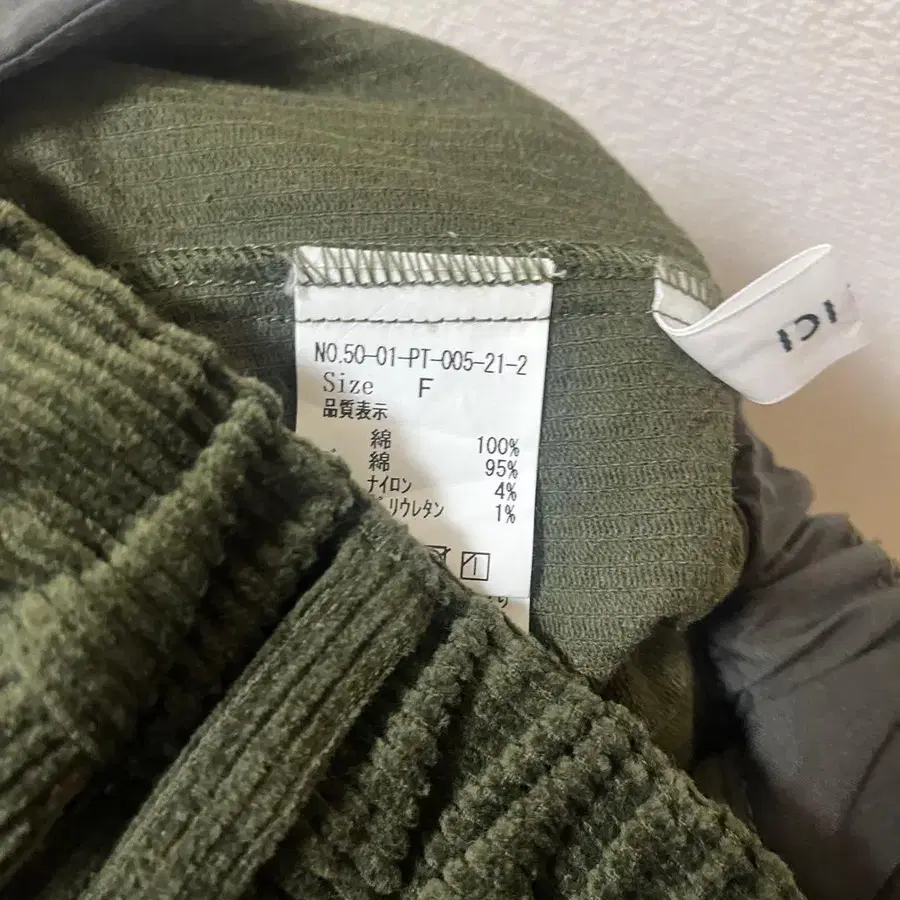 NO.50-01-PT-005-21-2
Size F
品質表示
綿 100%
綿 95%
ナイロン 4%
ポリウレタン 1%